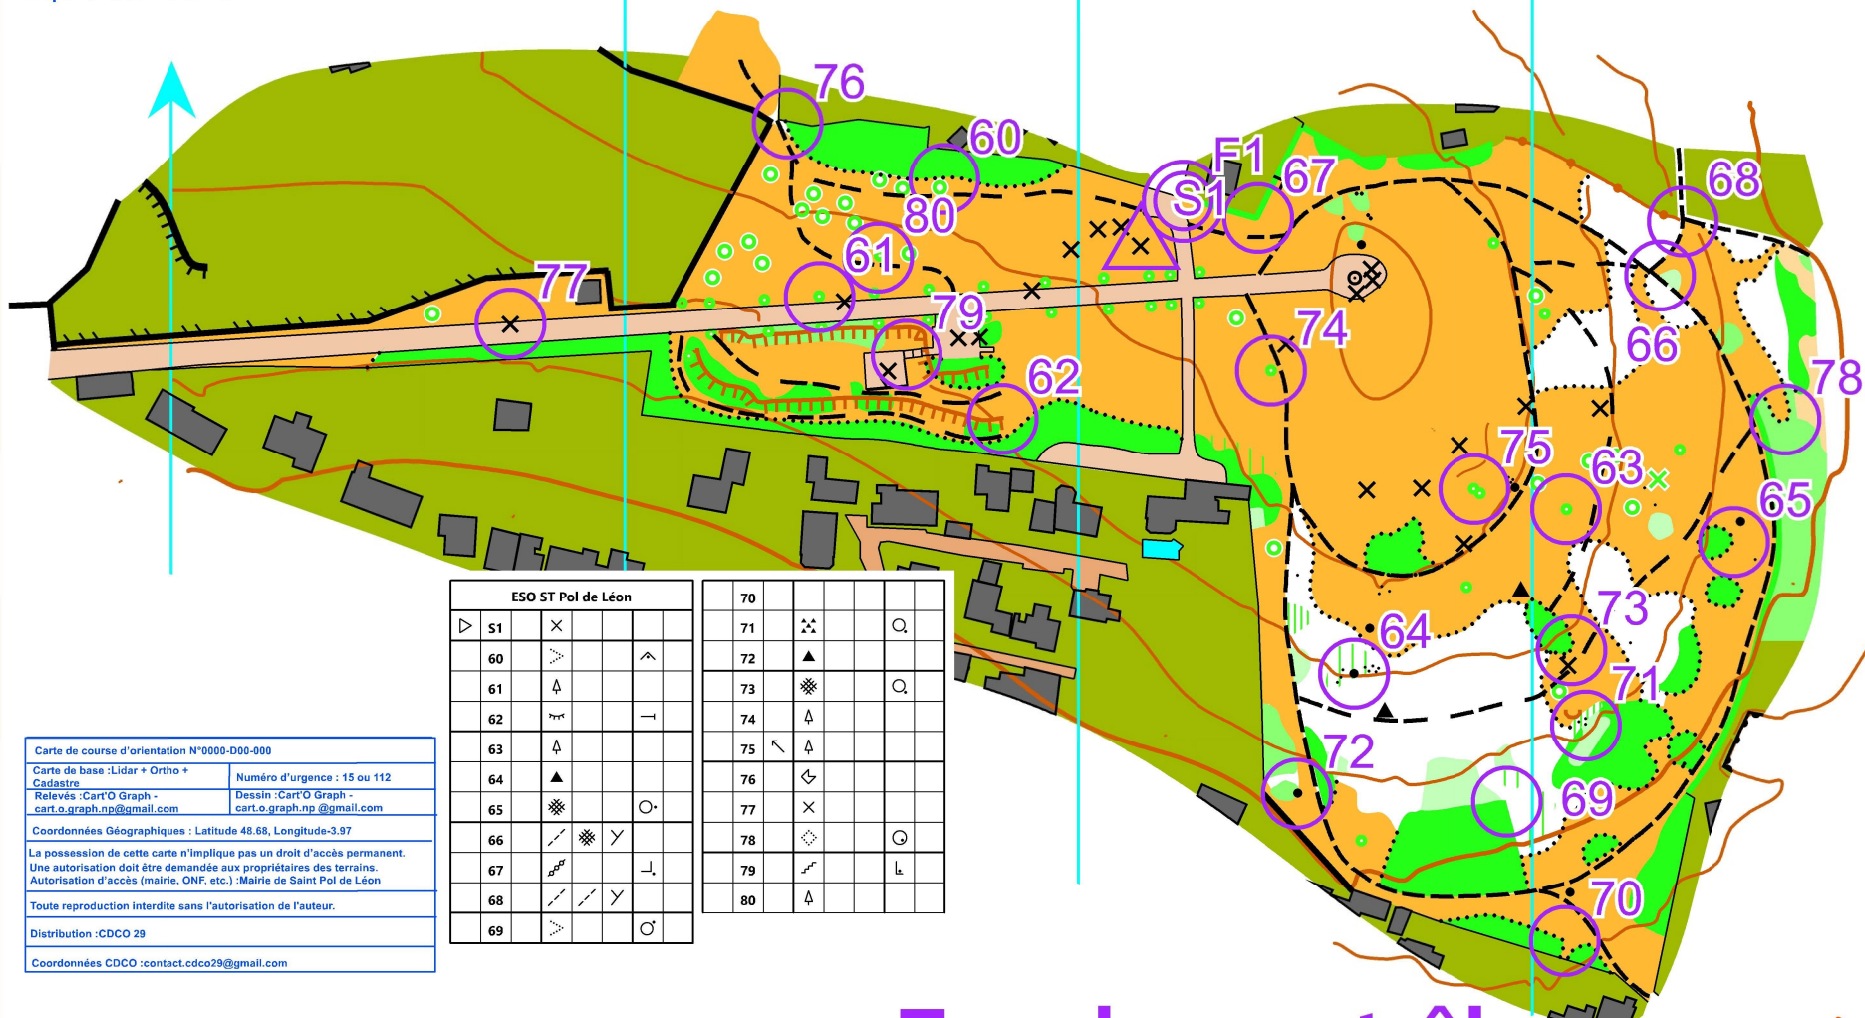 76
60
F1
67
68
80
S1
61
77
79
74
66
62
78
75
63
65
73
64
71
72
69
70
ESO ST Pol de Léon
S1
60
61
62
63
64
65
66
67
68
69
70
71
72
73
74
75
76
77
78
79
80
Carte de course d'orientation N°0000-D00-000
Carte de base :Lidar + Ortho +
Cadastre
Numéro d'urgence : 15 ou 112
Relevés :Cart'O Graph -
cart.o.graph.np@gmail.com
Dessin :Cart'O Graph -
cart.o.graph.np @gmail.com
Coordonnées Géographiques : Latitude 48.68, Longitude-3.97
La possession de cette carte n'implique pas un droit d'accès permanent.
Une autorisation doit être demandée aux propriétaires des terrains.
Autorisation d'accès (mairie, ONF, etc.) :Mairie de Saint Pol de Léon
Toute reproduction interdite sans l'autorisation de l'auteur.
Distribution :CDCO 29
Coordonnées CDCO :contact.cdco29@gmail.com